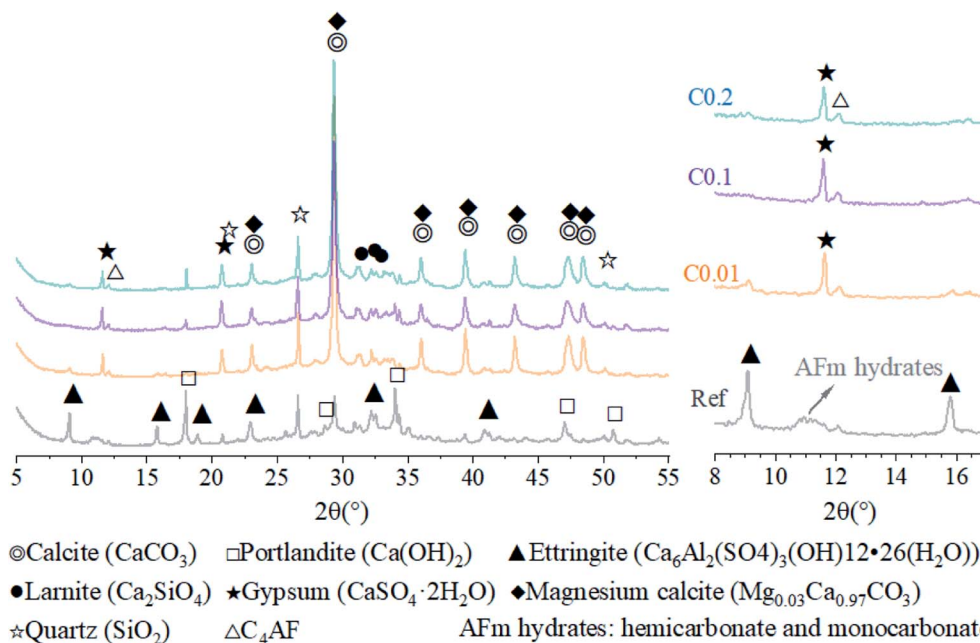 C0.2
C0.1
C0.01
Ref
AFm hydrates
5 10 15 20 25 30 35 40 45 50 55
8 10 12 14 16
2θ(°)
2θ(°)
◎Calcite (CaCO₃) □Portlandite (Ca(OH)₂) ▲Ettringite (Ca₆Al₂(SO4)₃(OH)12•26(H₂O))
●Larnite (Ca₂SiO₄) ★Gypsum (CaSO₄·2H₂O) ◆Magnesium calcite (Mg₀.₀₃Ca₀.₉₇CO₃)
☆Quartz (SiO₂) △C₄AF AFm hydrates: hemicarbonate and monocarbonat